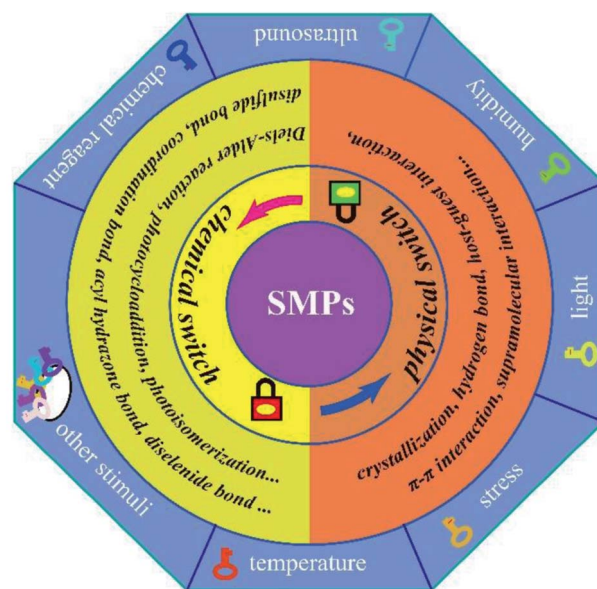 ultrasound
humidity
light
stress
temperature
other stimuli
chemical reagent
disulfide bond, coordination bond, acyl hydrazone bond, diselenide bond ...
Diels-Alder reaction, photocycloaddition, photoisomerization...
chemical switch
SMPs
physical switch
crystallization, hydrogen bond, host-guest interaction,
π-π interaction, supramolecular interaction...